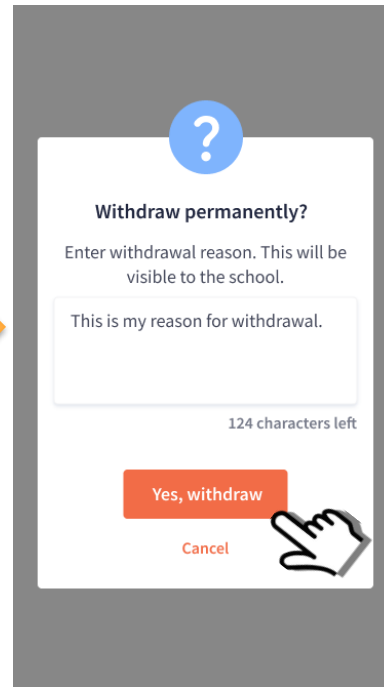 ?
Withdraw permanently?
Enter withdrawal reason. This will be
visible to the school.
This is my reason for withdrawal.
124 characters left
Yes, withdraw
Cancel